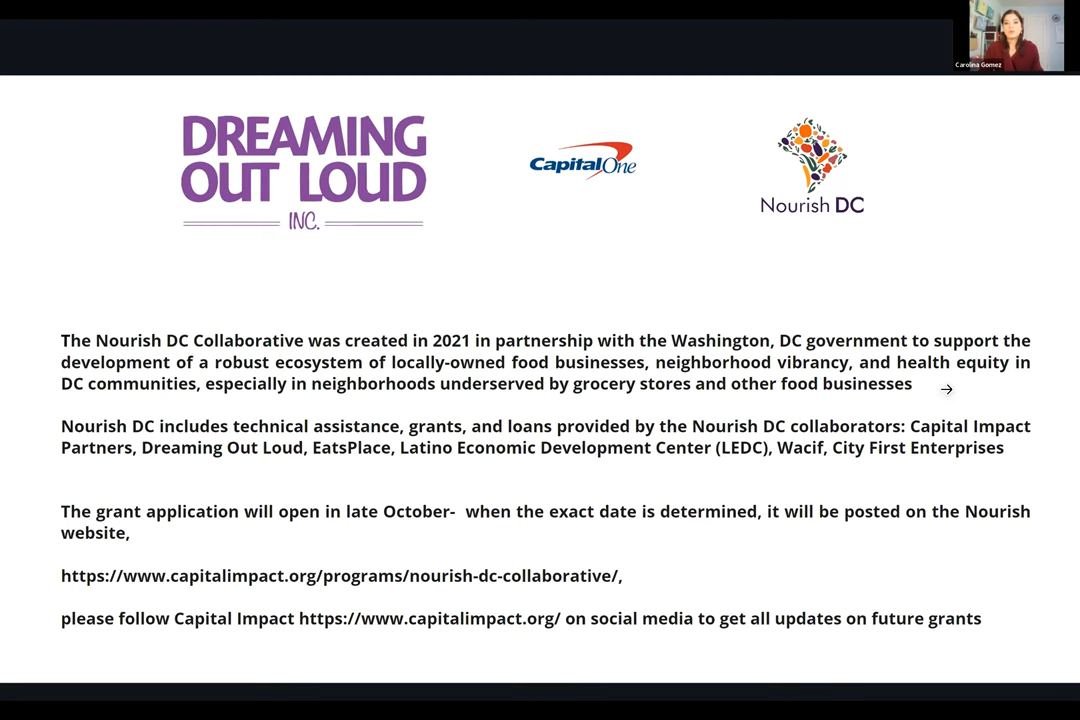 Carolina Gomez
DREAMING
OUT LOUD
INC.
CapitalOne
Nourish DC
The Nourish DC Collaborative was created in 2021 in partnership with the Washington, DC government to support the
development of a robust ecosystem of locally-owned food businesses, neighborhood vibrancy, and health equity in
DC communities, especially in neighborhoods underserved by grocery stores and other food businesses
Nourish DC includes technical assistance, grants, and loans provided by the Nourish DC collaborators: Capital Impact
Partners, Dreaming Out Loud, EatsPlace, Latino Economic Development Center (LEDC), Wacif, City First Enterprises
The grant application will open in late October-  when the exact date is determined, it will be posted on the Nourish
website,
https://www.capitalimpact.org/programs/nourish-dc-collaborative/,
please follow Capital Impact https://www.capitalimpact.org/ on social media to get all updates on future grants